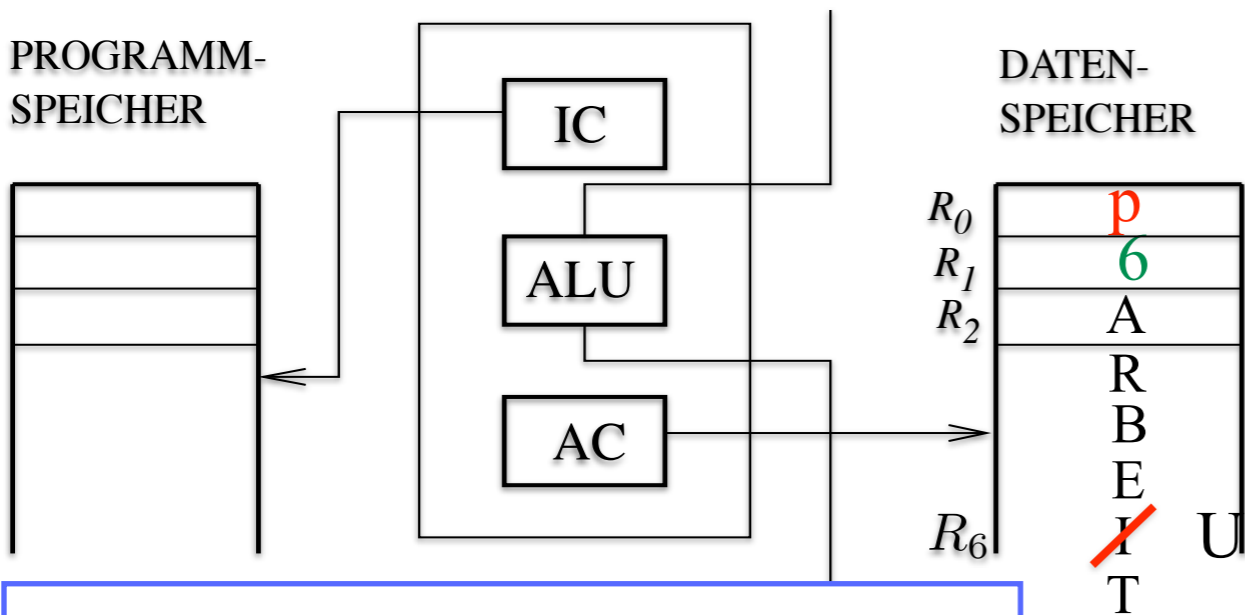 PROGRAMM-
SPEICHER
IC
ALU
AC
DATEN-
SPEICHER
R0 p
R1 6
R2 A
R
B
E
R6 I U
T